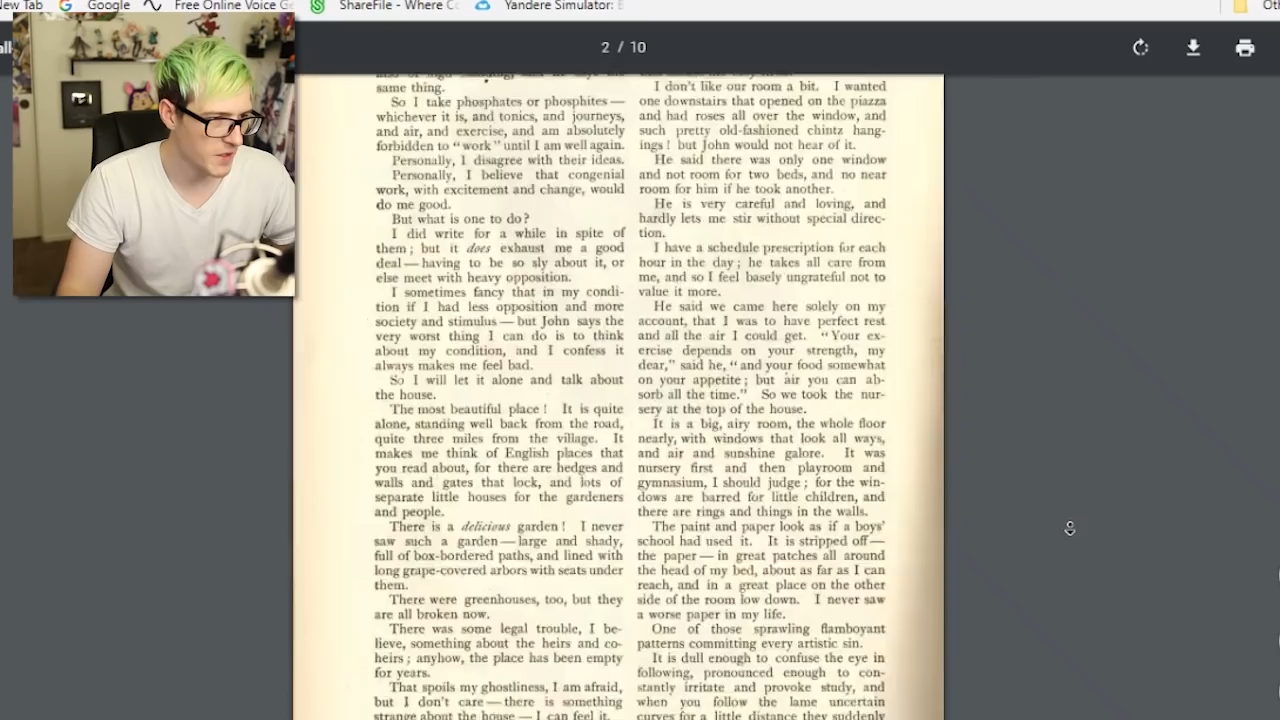 New Tab
Google
Free Online Voice
ShareFile - Where
Yandere Simulator:
2 / 10
same thing.
So I take phosphates or phosphites —
whichever it is, and tonics, and journeys,
and air, and exercise, and am absolutely
forbidden to "work" until I am well again.
Personally, I disagree with their ideas.
Personally, I believe that congenial
work, with excitement and change, would
do me good.
But what is one to do?
I did write for a while in spite of
them; but it does exhaust me a good
deal — having to be so sly about it, or
else meet with heavy opposition.
I sometimes fancy that in my condi-
tion if I had less opposition and more
society and stimulus — but John says the
very worst thing I can do is to think
about my condition, and I confess it
always makes me feel bad.
So I will let it alone and talk about
the house.
The most beautiful place! It is quite
alone, standing well back from the road,
quite three miles from the village. It
makes me think of English places that
you read about, for there are hedges and
walls and gates that lock, and lots of
separate little houses for the gardeners
and people.
There is a delicious garden! I never
saw such a garden — large and shady,
full of box-bordered paths, and lined with
long grape-covered arbors with seats under
them.
There were greenhouses, too, but they
are all broken now.
There was some legal trouble, I be-
lieve, something about the heirs and co-
heirs; anyhow, the place has been empty
for years.
That spoils my ghostliness, I am afraid,
but I don't care — there is something
strange about the house — I can feel it.
I don't like our room a bit. I wanted
one downstairs that opened on the piazza
and had roses all over the window, and
such pretty old-fashioned chintz hang-
ings! but John would not hear of it.
He said there was only one window
and not room for two beds, and no near
room for him if he took another.
He is very careful and loving, and
hardly lets me stir without special direc-
tion.
I have a schedule prescription for each
hour in the day; he takes all care from
me, and so I feel basely ungrateful not to
value it more.
He said we came here solely on my
account, that I was to have perfect rest
and all the air I could get. "Your ex-
ercise depends on your strength, my
dear," said he, "and your food somewhat
on your appetite; but air you can ab-
sorb all the time." So we took the nur-
sery at the top of the house.
It is a big, airy room, the whole floor
nearly, with windows that look all ways,
and air and sunshine galore. It was
nursery first and then playroom and
gymnasium, I should judge; for the win-
dows are barred for little children, and
there are rings and things in the walls.
The paint and paper look as if a boys'
school had used it. It is stripped off —
the paper — in great patches all around
the head of my bed, about as far as I can
reach, and in a great place on the other
side of the room low down. I never saw
a worse paper in my life.
One of those sprawling flamboyant
patterns committing every artistic sin.
It is dull enough to confuse the eye in
following, pronounced enough to con-
stantly irritate and provoke study, and
when you follow the lame uncertain
curves for a little distance they suddenly